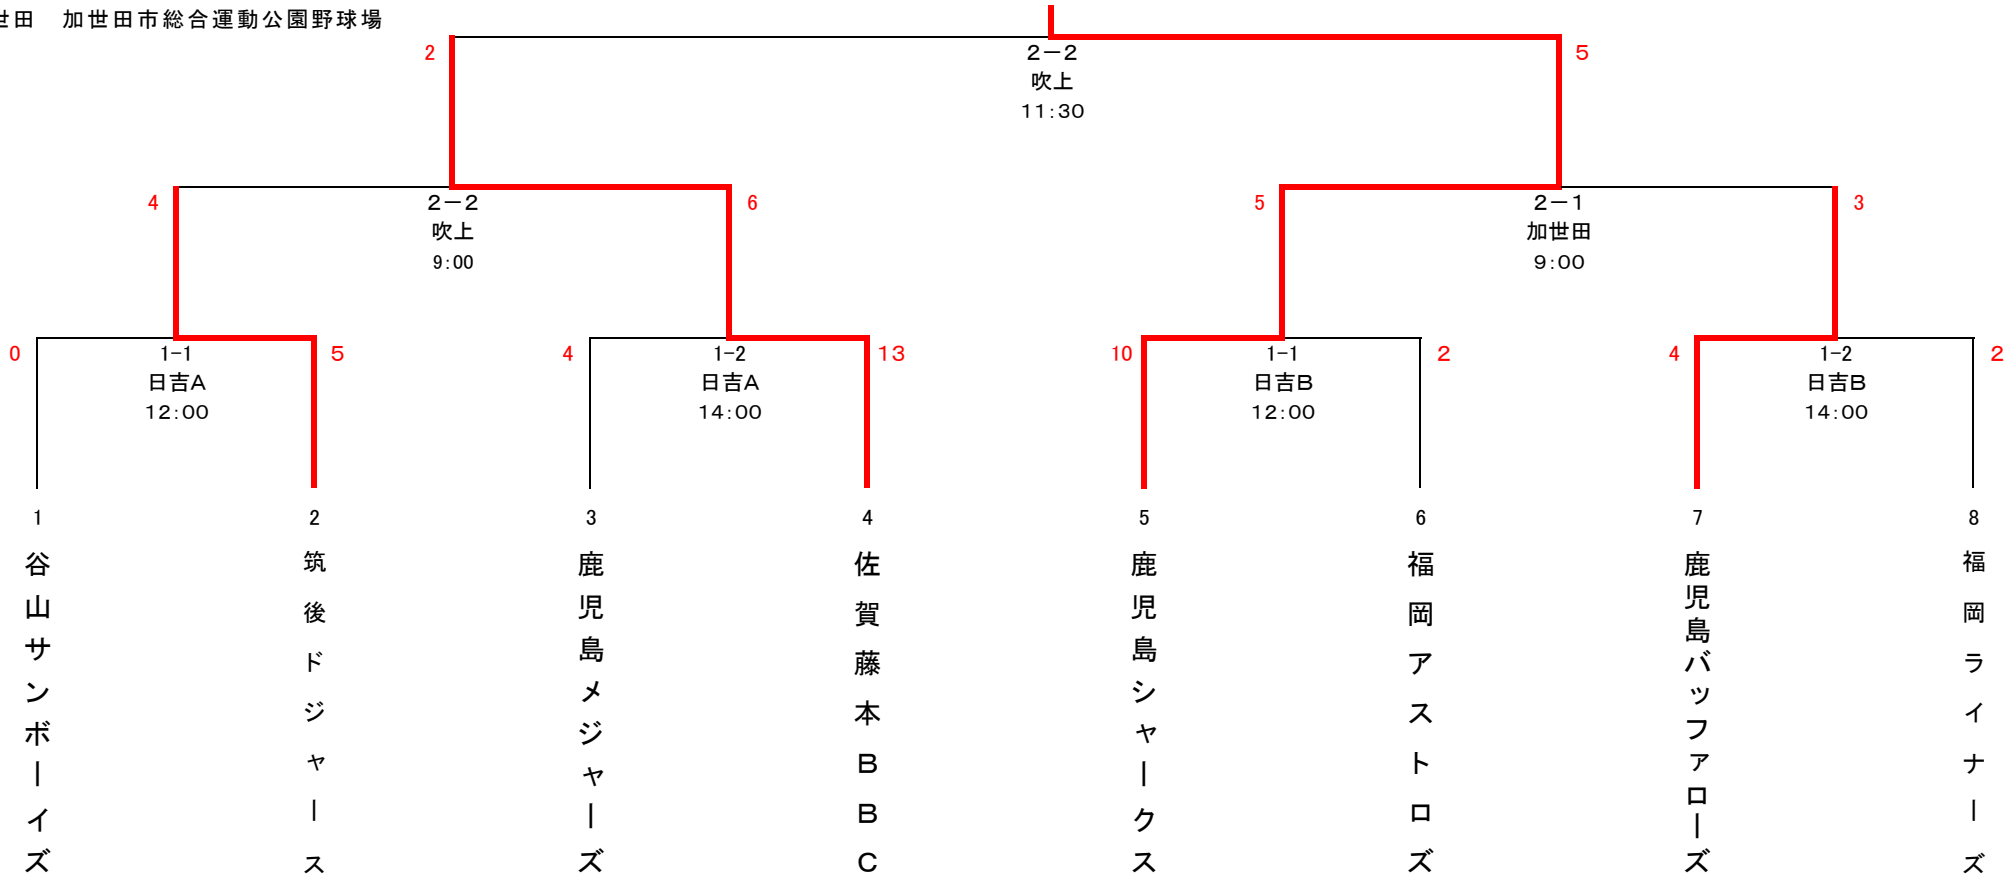 世田　加世田市総合運動公園野球場
2 2－2 5
吹上
11:30
4 2－2 6 5 2－1 3
吹上 加世田
9:00 9:00
0 1-1 5 4 1-2 13 10 1-1 2 4 1-2 2
日吉A 日吉A 日吉B 日吉B
12:00 14:00 12:00 14:00
1 2 3 4 5 6 7 8
谷山サンボーイズ
筑後ドジャース
鹿児島メジャーズ
佐賀藤本BBC
鹿児島シャークス
福岡アストロズ
鹿児島バッファローズ
福岡ライナーズ